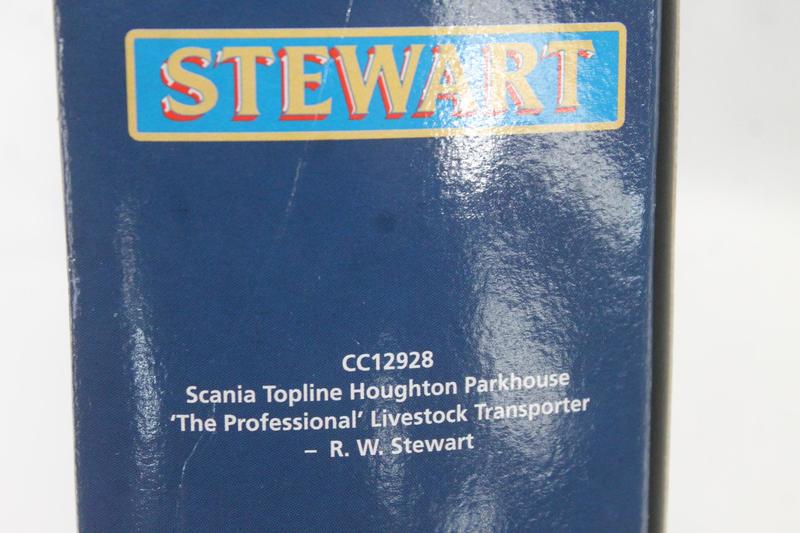 STEWART
CC12928
Scania Topline Houghton Parkhouse
‘The Professional’ Livestock Transporter
– R. W. Stewart